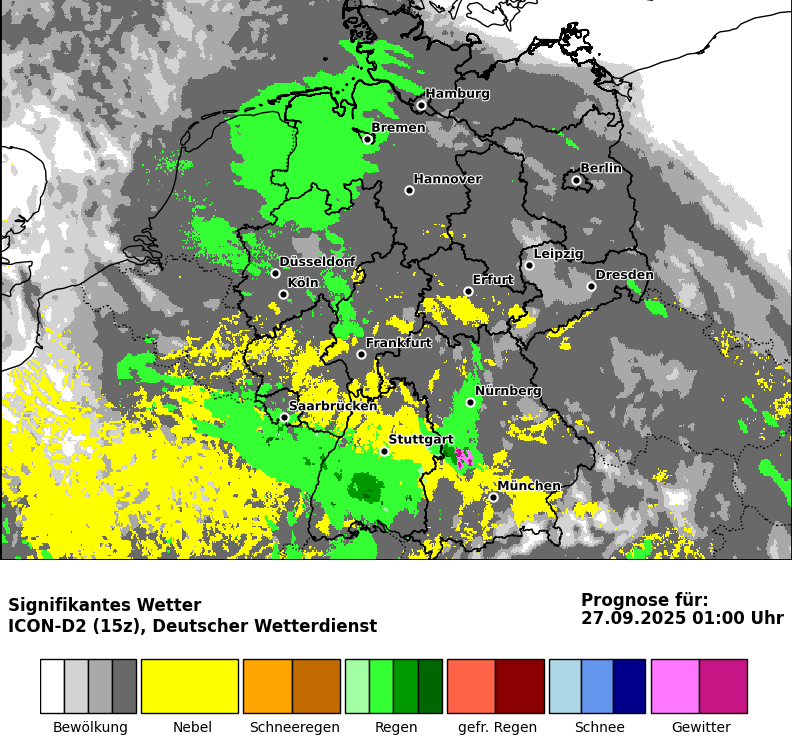 Hamburg
Bremen
Berlin
Hannover
Leipzig
Düsseldorf
Dresden
Köln
Erfurt
Frankfurt
Nürnberg
Saarbrücken
Stuttgart
München
Signifikantes Wetter
ICON-D2 (15z), Deutscher Wetterdienst
Prognose für:
27.09.2025 01:00 Uhr
Bewölkung Nebel Schneeregen Regen gefr. Regen Schnee Gewitter